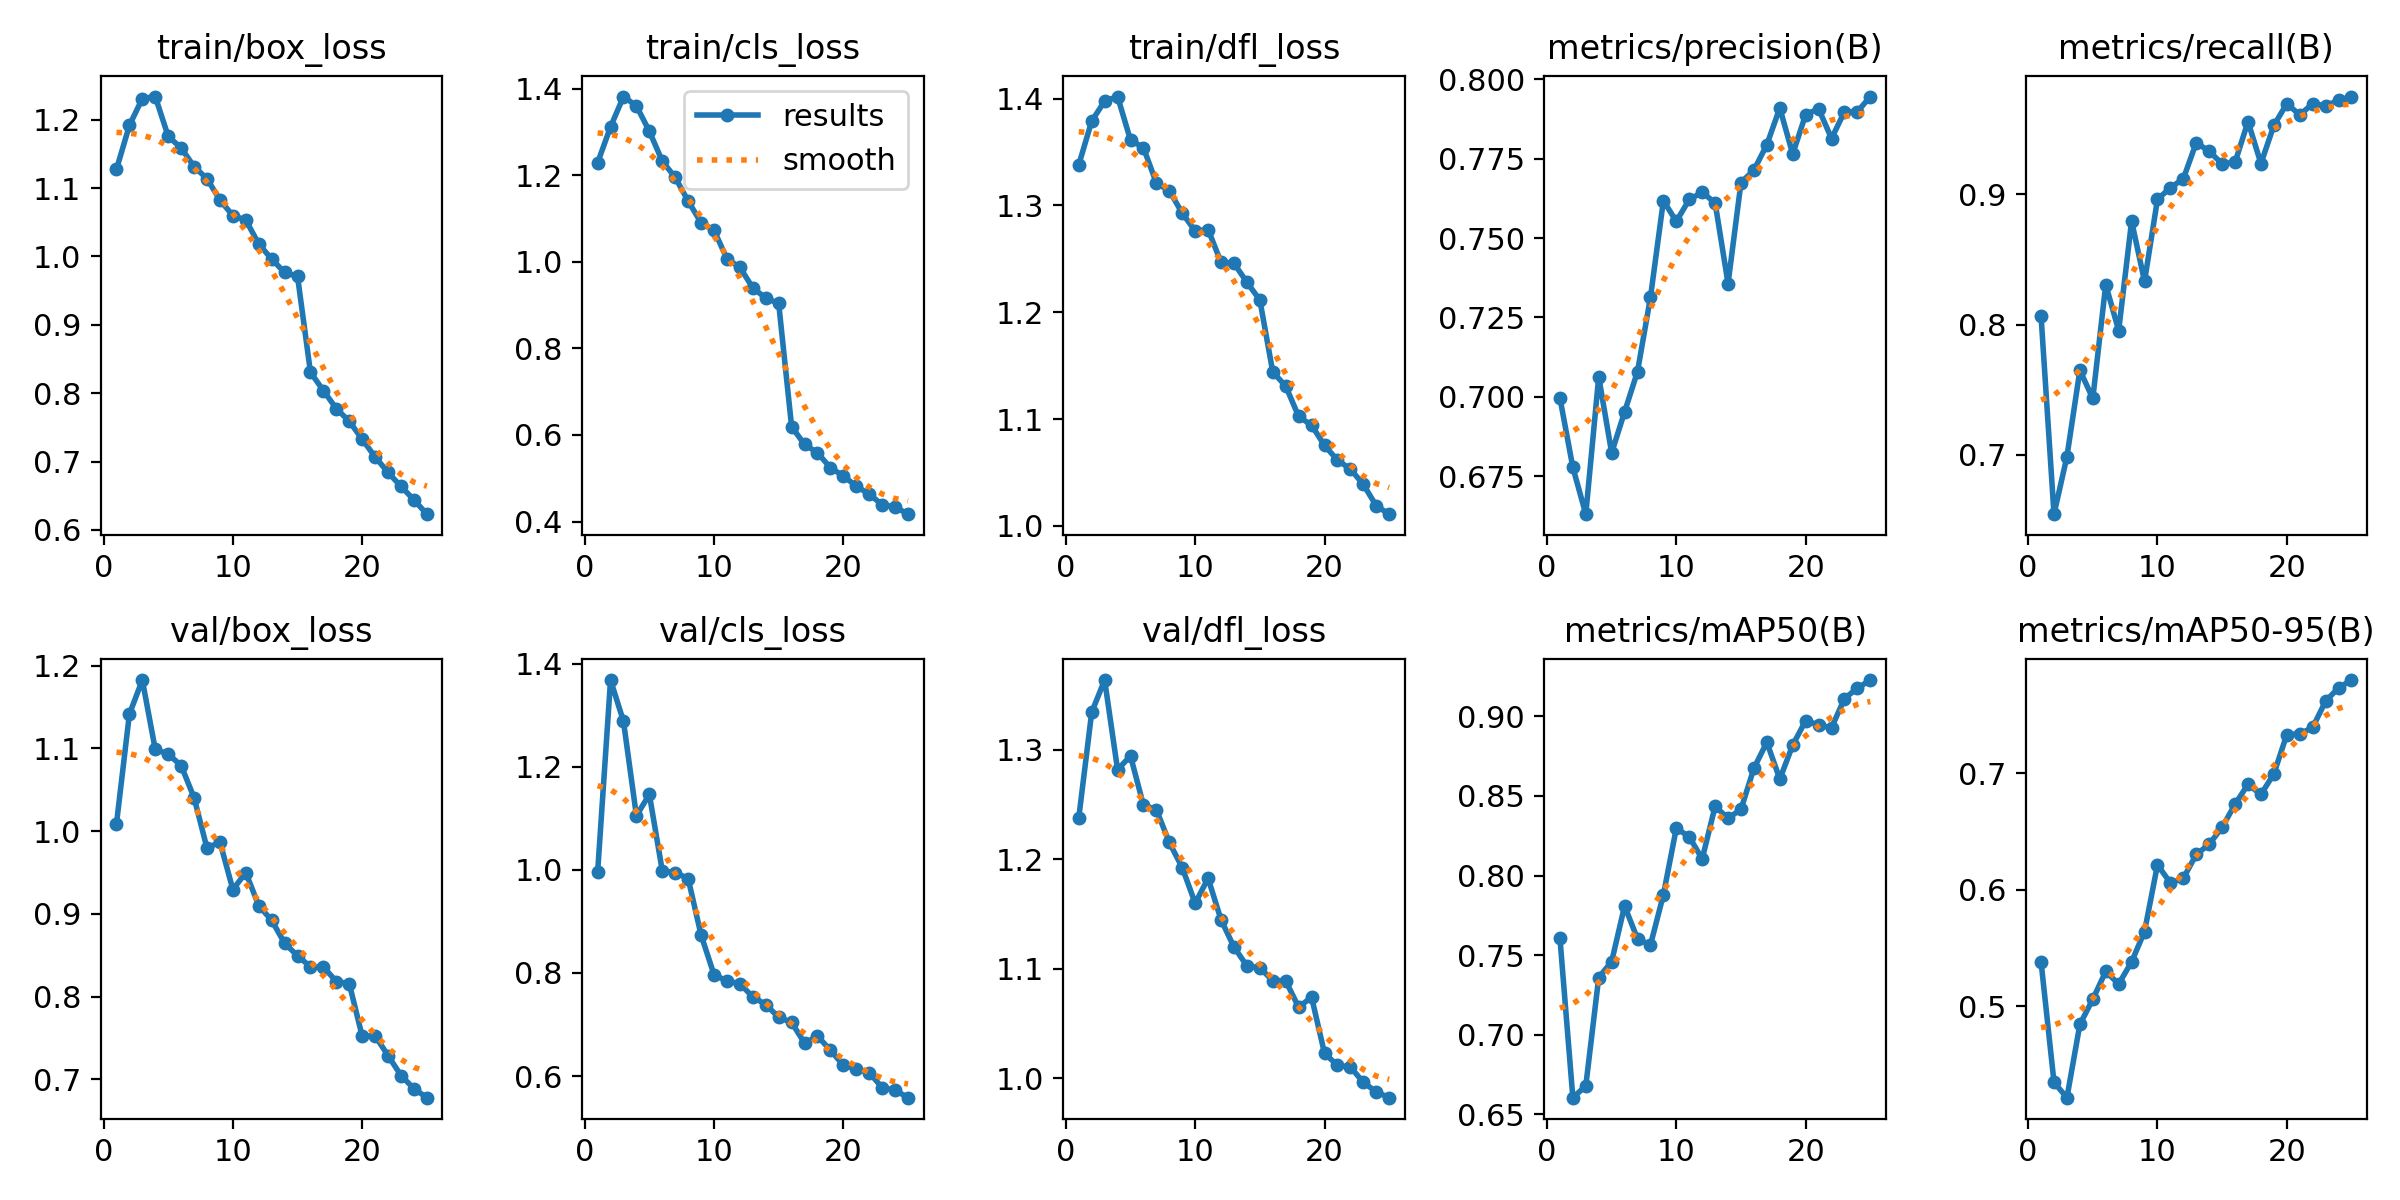 train/box_loss
train/cls_loss
train/dfl_loss
metrics/precision(B)
metrics/recall(B)
results
smooth
1.2
1.1
1.0
0.9
0.8
0.7
0.6
0 10 20
1.4
1.2
1.0
0.8
0.6
0.4
0 10 20
1.4
1.3
1.2
1.1
1.0
0 10 20
0.800
0.775
0.750
0.725
0.700
0.675
0 10 20
0.9
0.8
0.7
0 10 20
val/box_loss
val/cls_loss
val/dfl_loss
metrics/mAP50(B)
metrics/mAP50-95(B)
1.2
1.1
1.0
0.9
0.8
0.7
0 10 20
1.4
1.2
1.0
0.8
0.6
0 10 20
1.3
1.2
1.1
1.0
0 10 20
0.90
0.85
0.80
0.75
0.70
0.65
0 10 20
0.7
0.6
0.5
0 10 20